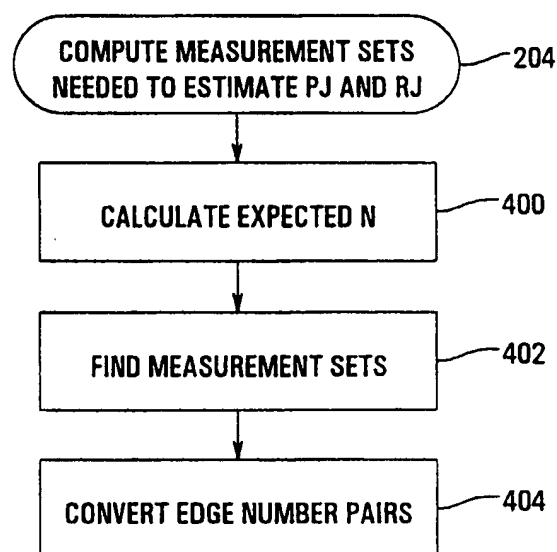 COMPUTE MEASUREMENT SETS
NEEDED TO ESTIMATE PJ AND RJ
204
CALCULATE EXPECTED N
400
FIND MEASUREMENT SETS
402
CONVERT EDGE NUMBER PAIRS
404